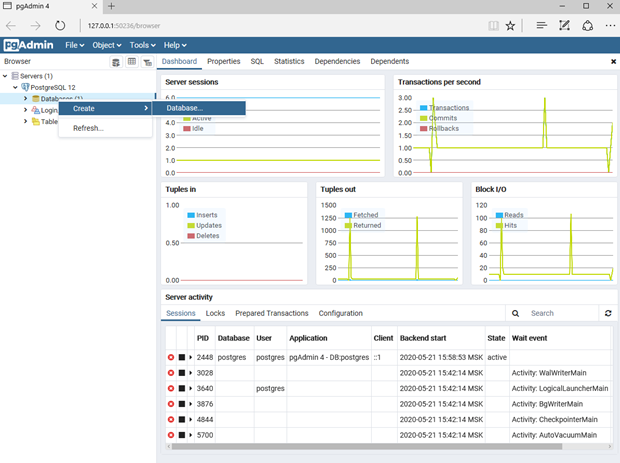 pgAdmin 4
127.0.0.1:50236/browser
pgAdmin File Object Tools Help
Browser
Dashboard Properties SQL Statistics Dependencies Dependents
Servers (1)
PostgreSQL 12
Databases (1)
Login
Table
Create
Database...
Refresh...
Server sessions
6.0
5.0
4.0
3.0
2.0
1.0
0.0
Active
Idle
Transactions per second
3.00
2.50
2.00
1.50
1.00
0.50
0.00
Transactions
Commits
Rollbacks
Tuples in
1.00
0.50
0.00
Inserts
Updates
Deletes
Tuples out
1500
1250
1000
750
500
250
0
Fetched
Returned
Block I/O
120
100
80
60
40
20
0
Reads
Hits
Server activity
Sessions Locks Prepared Transactions Configuration
Search
PID Database User Application Client Backend start State Wait event
2448 postgres postgres pgAdmin 4 - DB:postgres ::1 2020-05-21 15:58:53 MSK active
3028 2020-05-21 15:42:14 MSK Activity: WalWriterMain
3640 postgres 2020-05-21 15:42:14 MSK Activity: LogicalLauncherMain
3876 2020-05-21 15:42:14 MSK Activity: BgWriterMain
4844 2020-05-21 15:42:14 MSK Activity: CheckpointerMain
5700 2020-05-21 15:42:14 MSK Activity: AutoVacuumMain